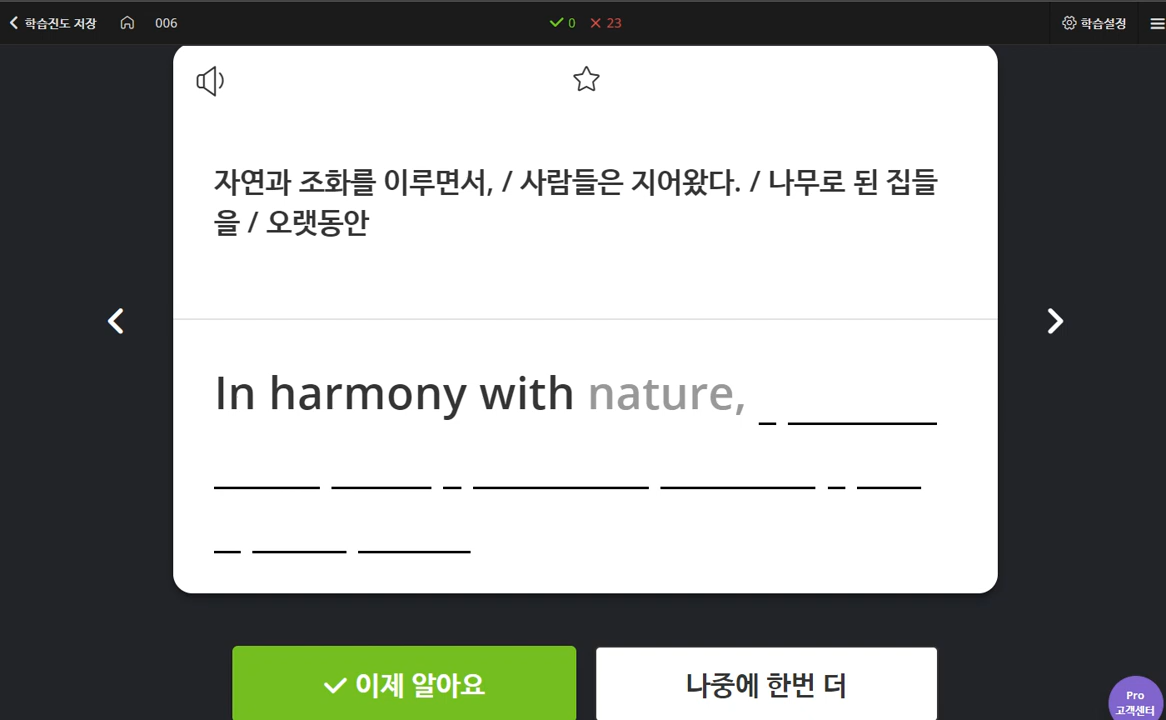 학습진도 저장
006
0
23
학습설정
자연과 조화를 이루면서, / 사람들은 지어왔다. / 나무로 된 집들
을 / 오랫동안
In harmony with nature,
이제 알아요
나중에 한번 더
Pro
고객센터